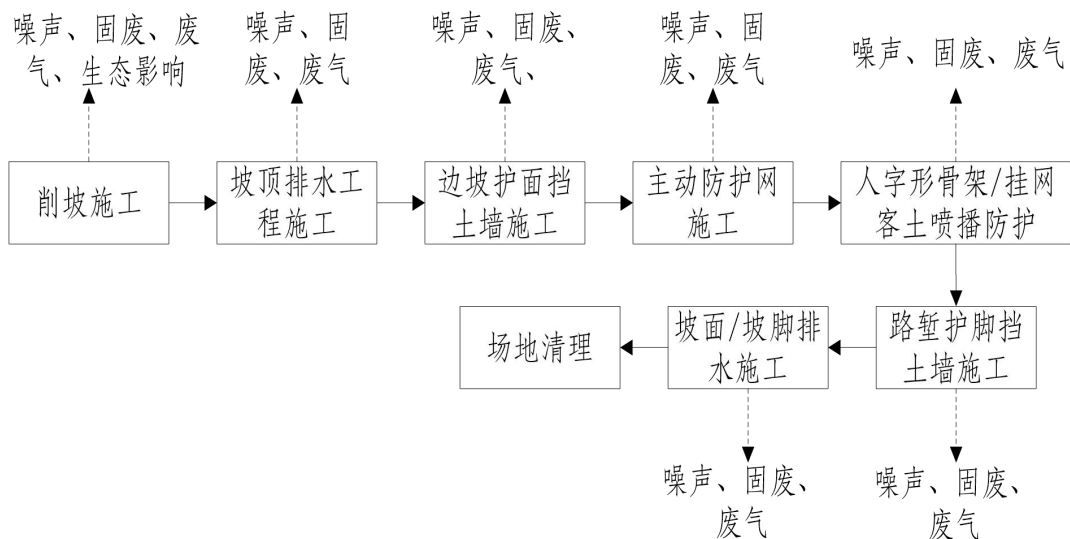 噪声、固废、废
气、生态影响
噪声、固
废、废气
噪声、固废、
废气、
噪声、固
废、废气
噪声、固废、废气
削坡施工
坡顶排水工
程施工
边坡护面挡
土墙施工
主动防护网
施工
人字形骨架/挂网
客土喷播防护
场地清理
坡面/坡脚排
水施工
路堑护脚挡
土墙施工
噪声、固废、
废气
噪声、固废、
废气